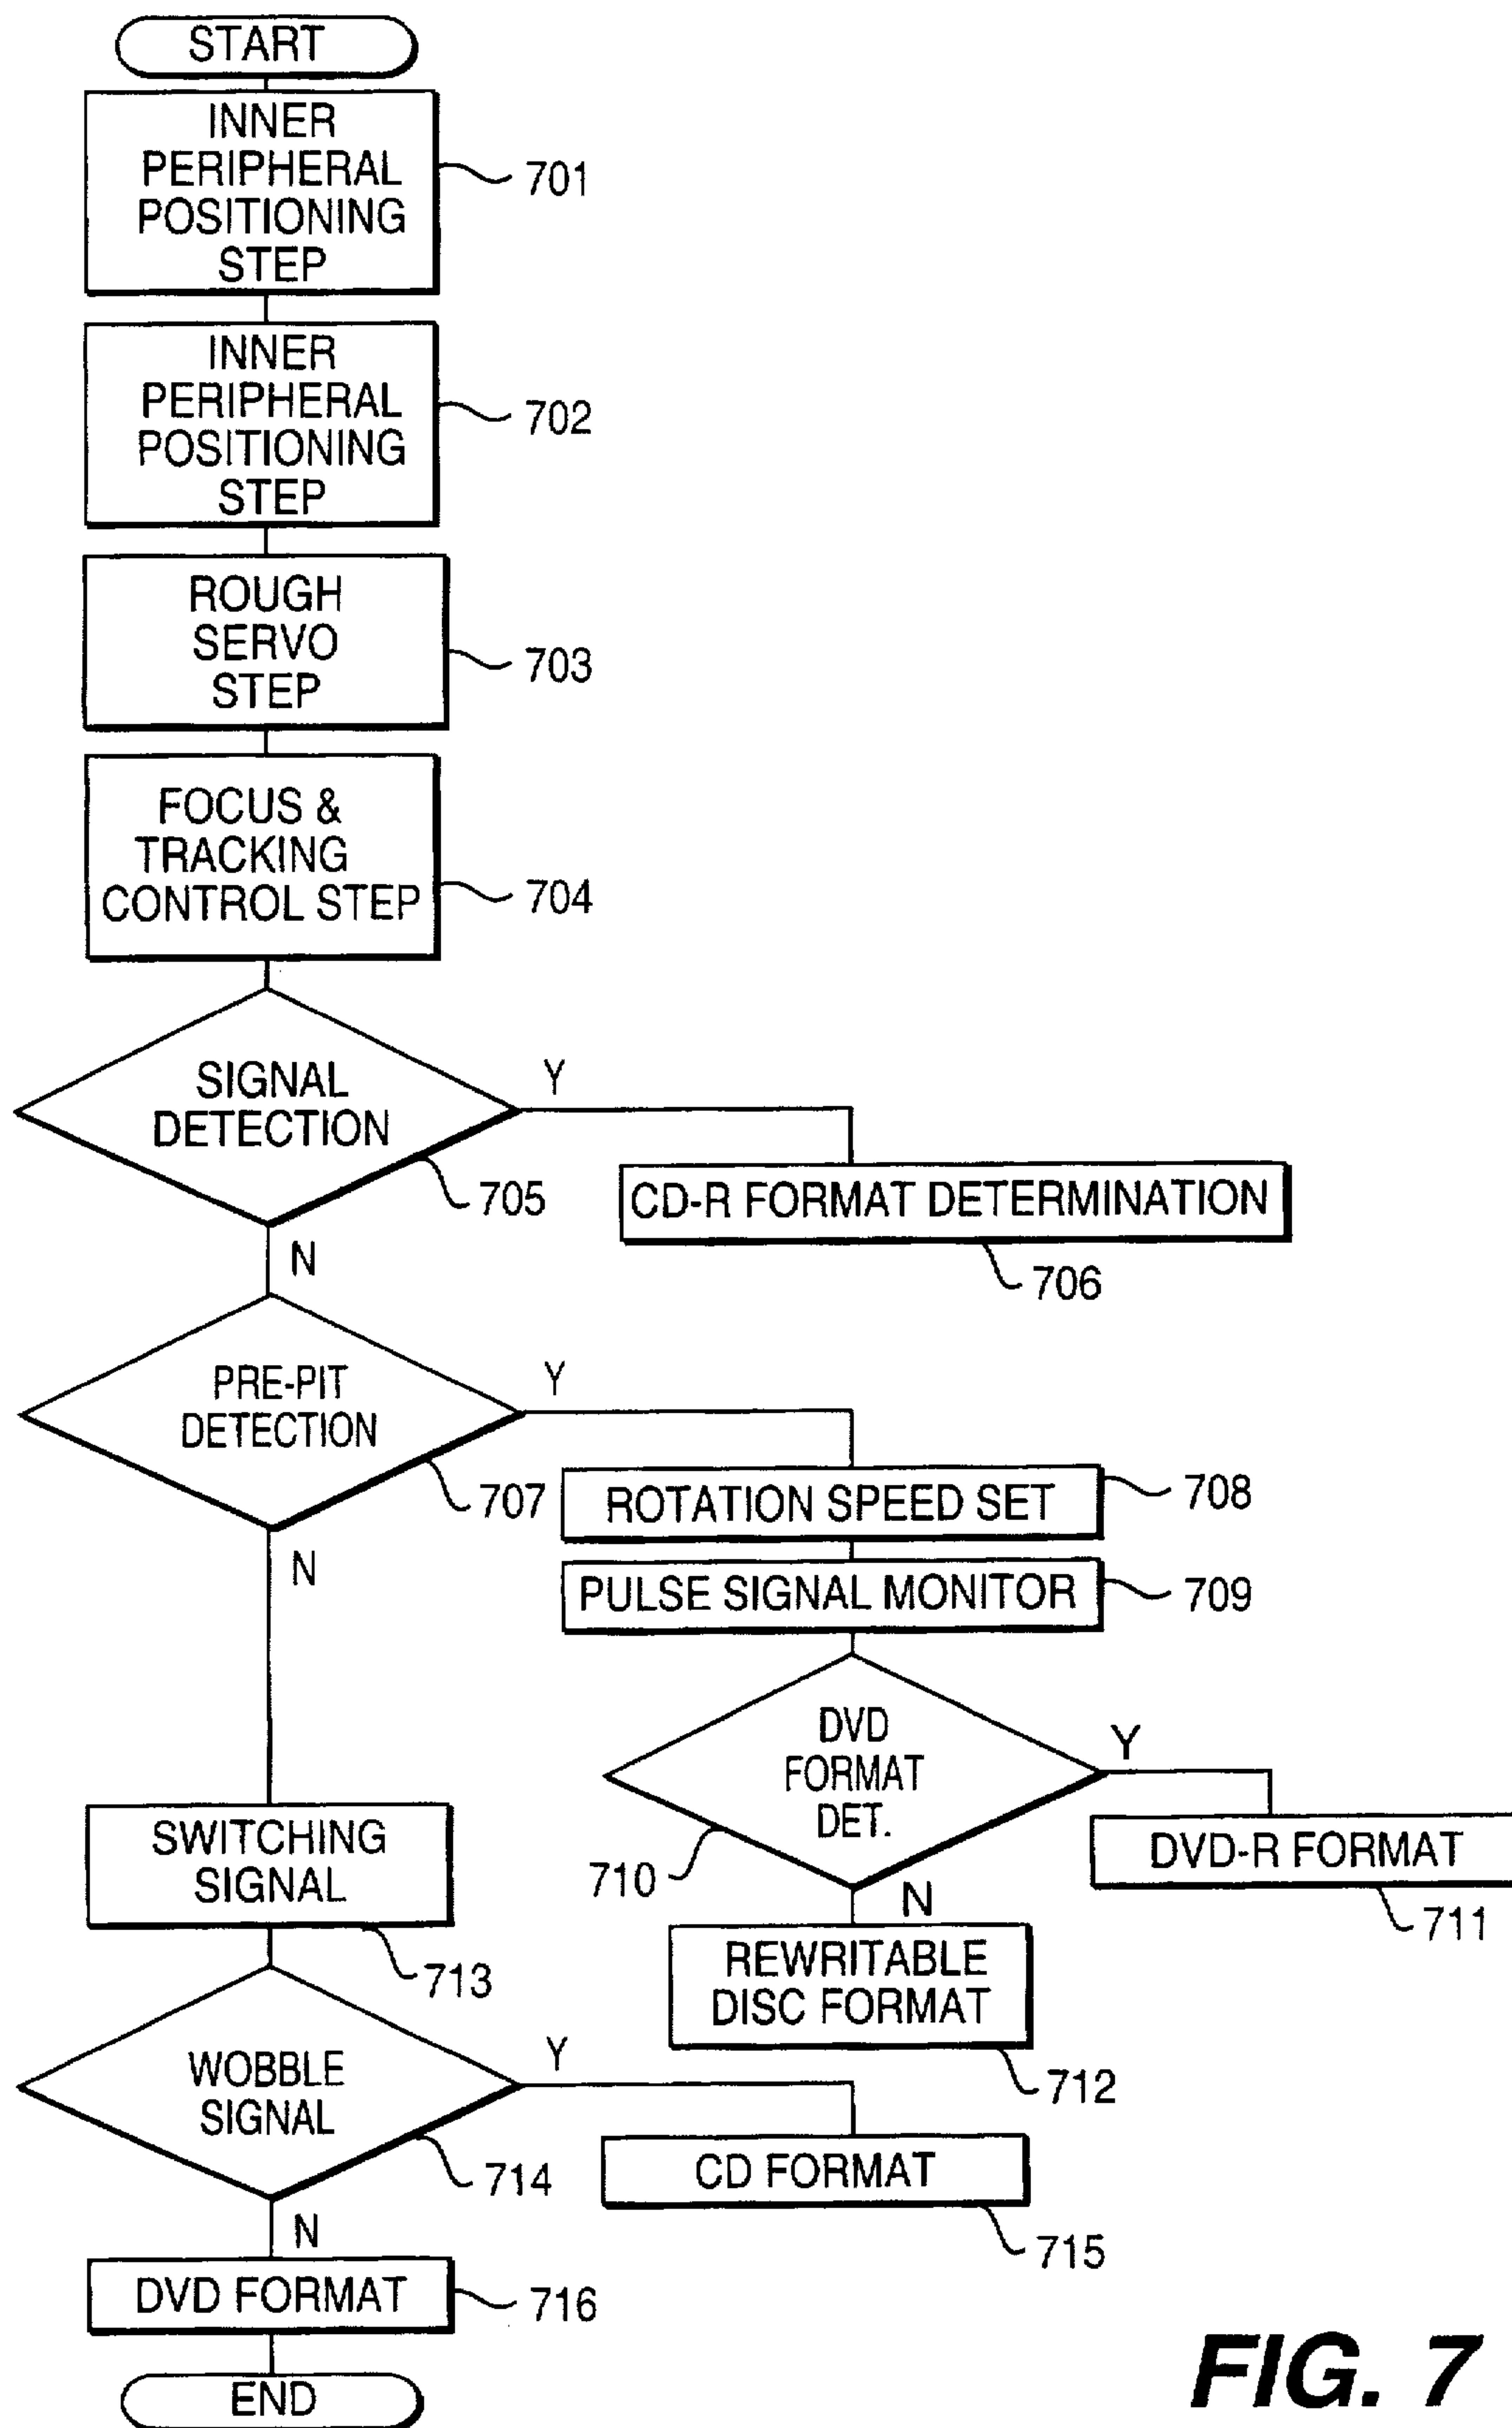 START
INNER
PERIPHERAL
POSITIONING
STEP
701
INNER
PERIPHERAL
POSITIONING
STEP
702
ROUGH
SERVO
STEP
703
FOCUS &
TRACKING
CONTROL STEP
704
SIGNAL
DETECTION
Y
705
N
CD-R FORMAT DETERMINATION
706
PRE-PIT
DETECTION
Y
707
N
ROTATION SPEED SET
708
PULSE SIGNAL MONITOR
709
DVD
FORMAT
DET.
Y
710
N
DVD-R FORMAT
711
REWRITABLE
DISC FORMAT
712
SWITCHING
SIGNAL
713
WOBBLE
SIGNAL
Y
714
N
CD FORMAT
715
DVD FORMAT
716
END
FIG. 7